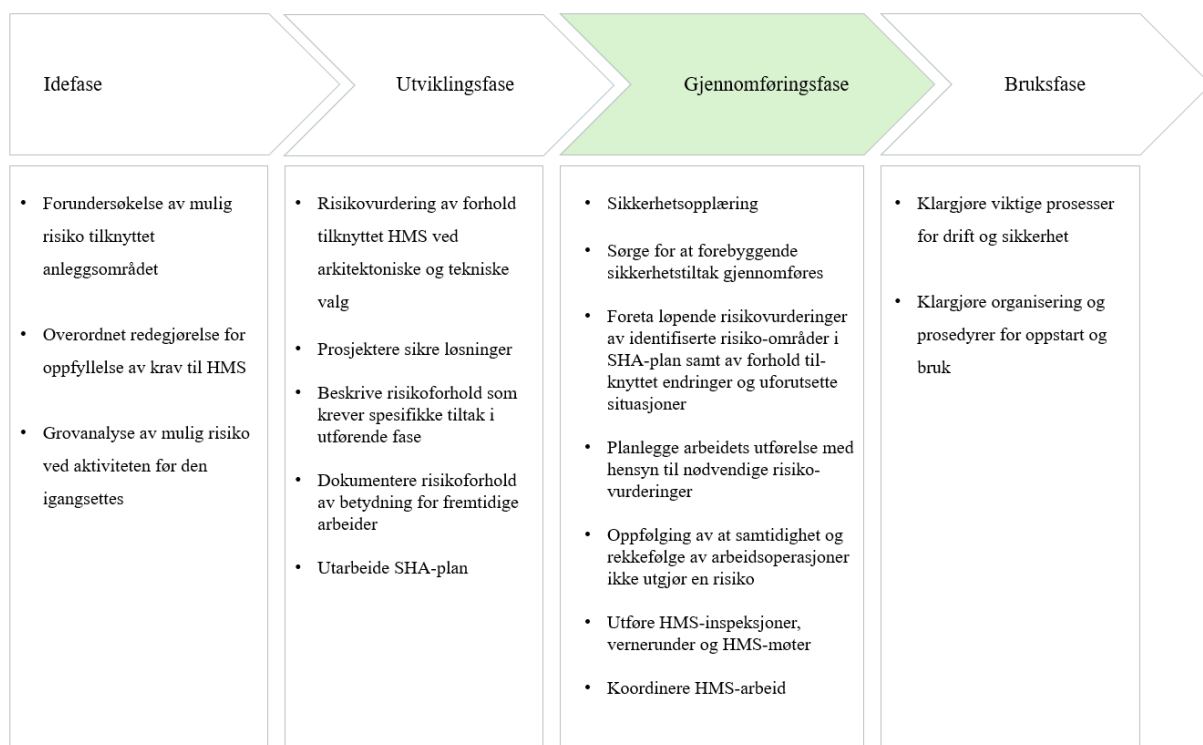 Idefase
Utviklingsfase
Gjennomføringsfase
Bruksfase
• Forundersøkelse av mulig
risiko tilknyttet
anleggsområdet
• Overordnet redegjørelse for
oppfyllelse av krav til HMS
• Grovanalyse av mulig risiko
ved aktiviteten før den
igangsettes
• Risikovurdering av forhold
tilknyttet HMS ved
arkitektoniske og tekniske
valg
• Prosjektere sikre løsninger
• Beskrive risikoforhold som
krever spesifikke tiltak i
utførende fase
• Dokumentere risikoforhold
av betydning for fremtidige
arbeider
• Utarbeide SHA-plan
• Sikkerhetsopplæring
• Sørge for at forebyggende
sikkerhetstiltak gjennomføres
• Foreta løpende risikovurderinger
av identifiserte risiko-områder i
SHA-plan samt av forhold til-
knyttet endringer og uforutsette
situasjoner
• Planlegge arbeidets utførelse med
hensyn til nødvendige risiko-
vurderinger
• Oppfølging av at samtidighet og
rekkefølge av arbeidsoperasjoner
ikke utgjør en risiko
• Utføre HMS-inspeksjoner,
vernerunder og HMS-møter
• Koordinere HMS-arbeid
• Klargjøre viktige prosesser
for drift og sikkerhet
• Klargjøre organisering og
prosedyrer for oppstart og
bruk